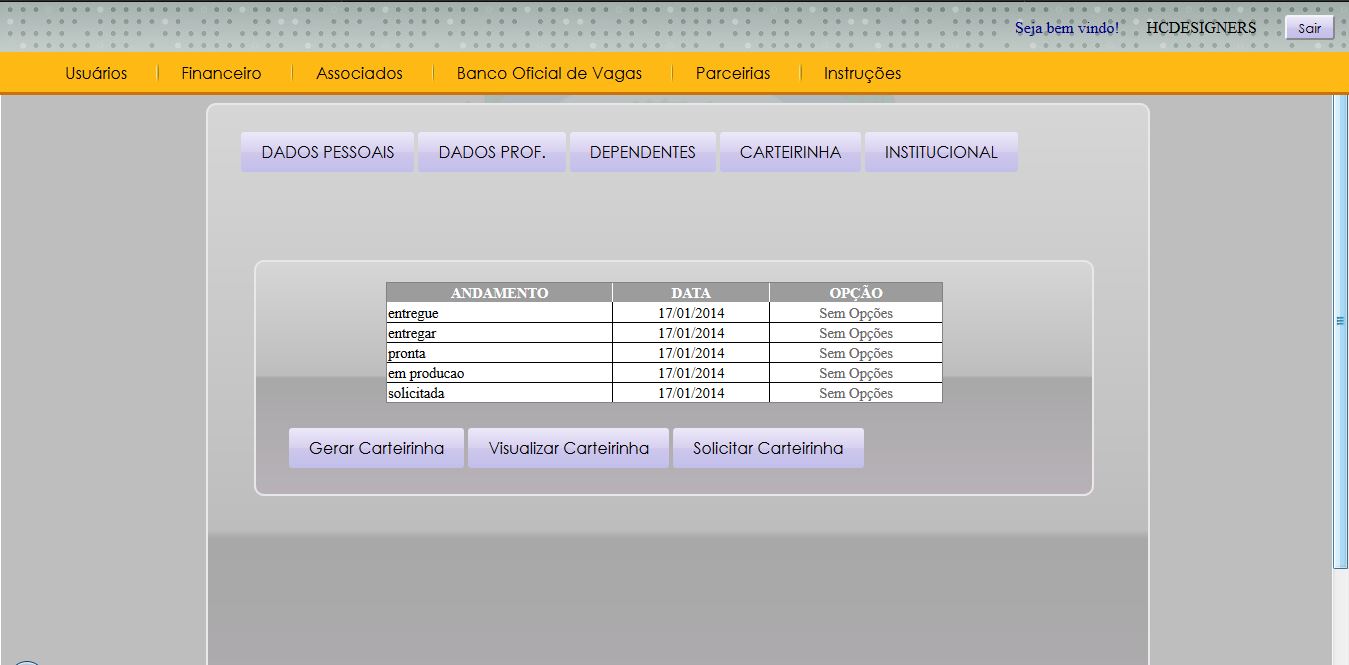 Seja bem vindo! HCDESIGNERS Sair
Usuários Financeiro Associados Banco Oficial de Vagas Parceirias Instruções
DADOS PESSOAIS DADOS PROF. DEPENDENTES CARTEIRINHA INSTITUCIONAL
ANDAMENTO DATA OPÇÃO
entregue 17/01/2014 Sem Opções
entregar 17/01/2014 Sem Opções
pronta 17/01/2014 Sem Opções
em producao 17/01/2014 Sem Opções
solicitada 17/01/2014 Sem Opções
Gerar Carteirinha Visualizar Carteirinha Solicitar Carteirinha